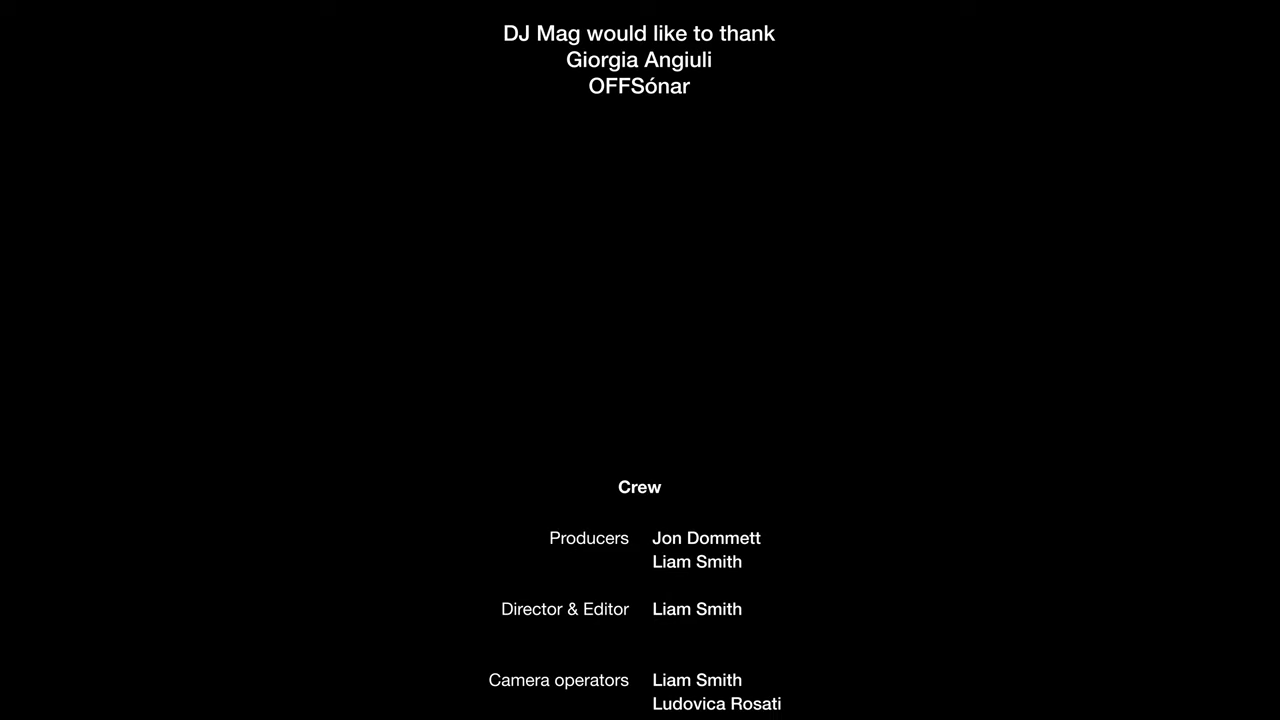 DJ Mag would like to thank
Giorgia Angiuli
OFFSónar
Crew
Producers Jon Dommett
Liam Smith
Director & Editor Liam Smith
Camera operators Liam Smith
Ludovica Rosati